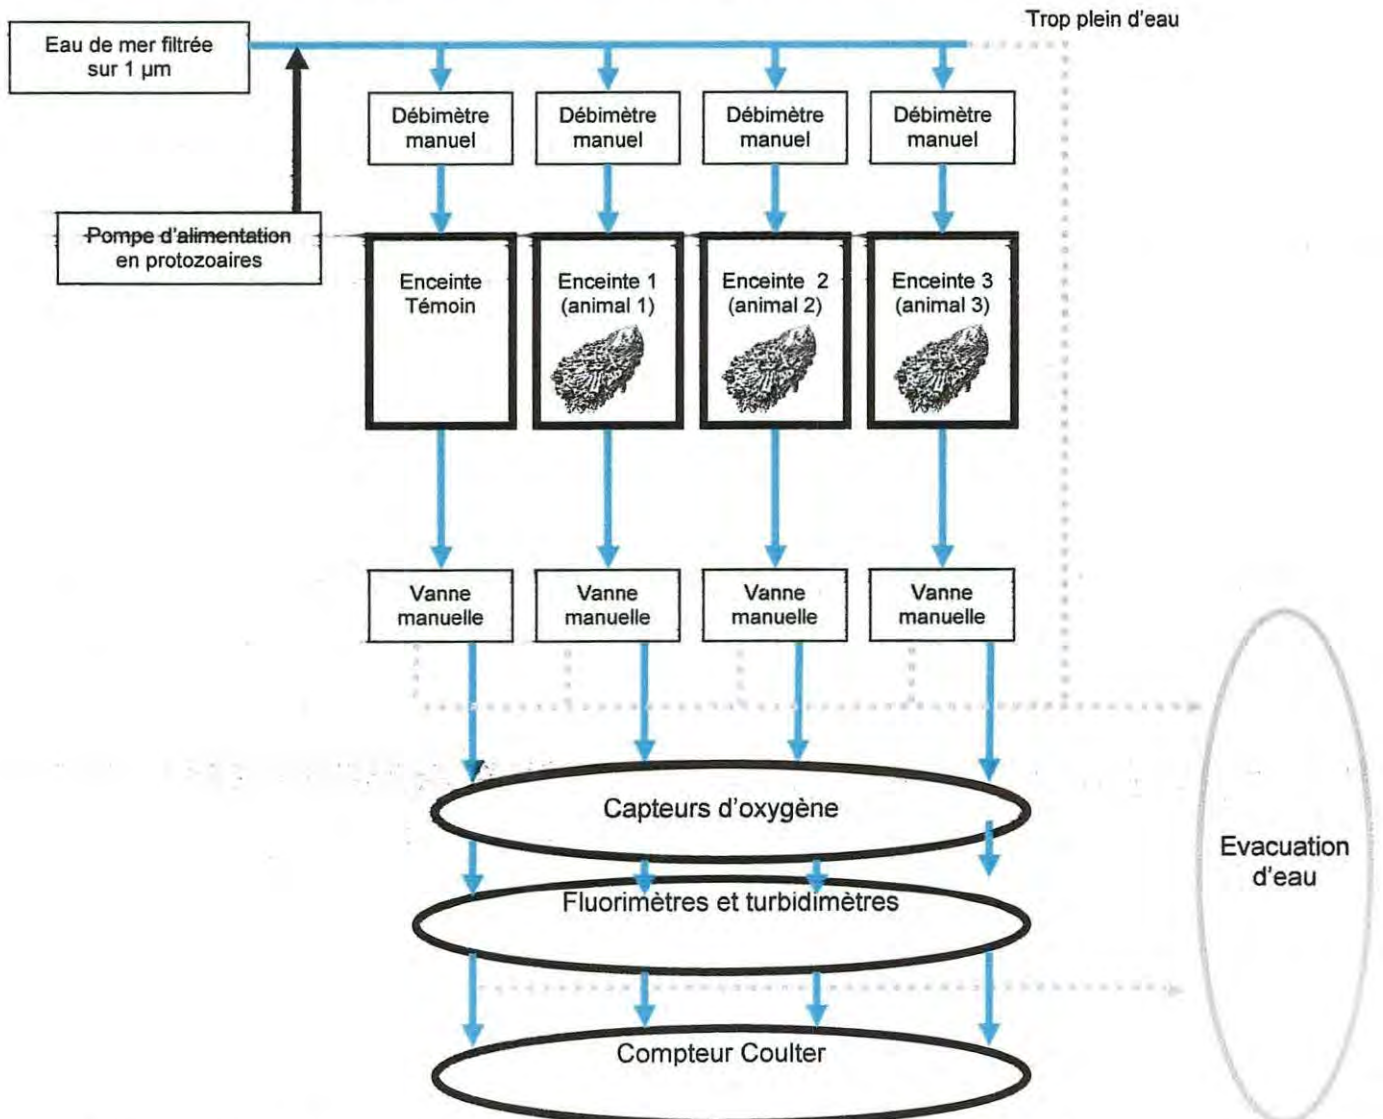 Trop plein d'eau
Eau de mer filtrée
sur 1 µm
Débimètre
manuel
Débimètre
manuel
Débimètre
manuel
Débimètre
manuel
Pompe d'alimentation
en protozoaires
Enceinte
Témoin
Enceinte 1
(animal 1)
Enceinte 2
(animal 2)
Enceinte 3
(animal 3)
Vanne
manuelle
Vanne
manuelle
Vanne
manuelle
Vanne
manuelle
Capteurs d'oxygène
Evacuation
d'eau
Fluorimètres et turbidimètres
Compteur Coulter